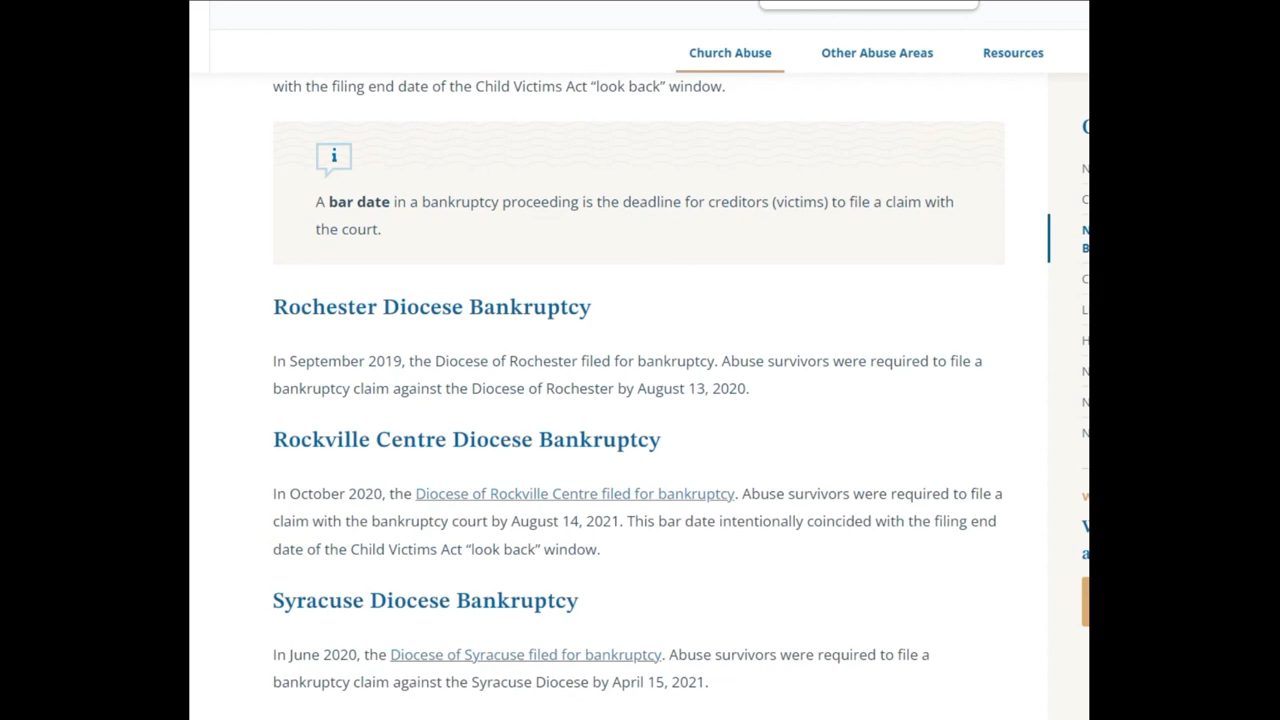 Church Abuse
Other Abuse Areas
Resources
with the filing end date of the Child Victims Act “look back” window.
i
A bar date in a bankruptcy proceeding is the deadline for creditors (victims) to file a claim with
the court.
Rochester Diocese Bankruptcy
In September 2019, the Diocese of Rochester filed for bankruptcy. Abuse survivors were required to file a
bankruptcy claim against the Diocese of Rochester by August 13, 2020.
Rockville Centre Diocese Bankruptcy
In October 2020, the Diocese of Rockville Centre filed for bankruptcy. Abuse survivors were required to file a
claim with the bankruptcy court by August 14, 2021. This bar date intentionally coincided with the filing end
date of the Child Victims Act “look back” window.
Syracuse Diocese Bankruptcy
In June 2020, the Diocese of Syracuse filed for bankruptcy. Abuse survivors were required to file a
bankruptcy claim against the Syracuse Diocese by April 15, 2021.